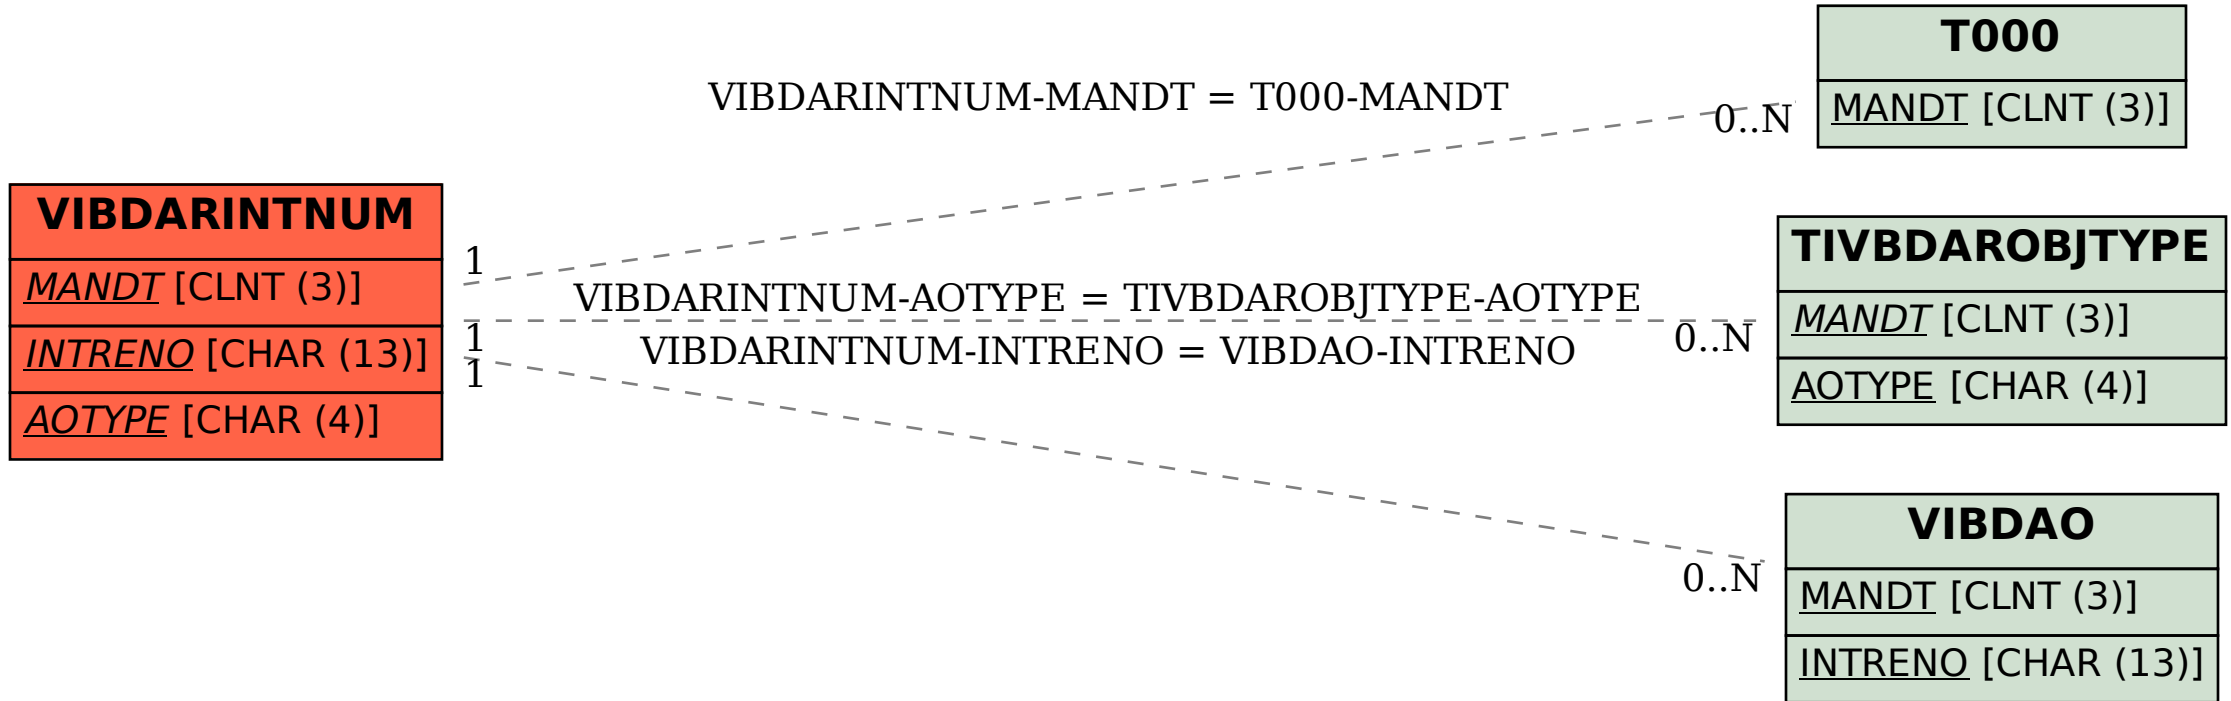 VIBDARINTNUM
MANDT [CLNT (3)]
INTRENO [CHAR (13)]
AOTYPE [CHAR (4)]
VIBDARINTNUM-MANDT = T000-MANDT
1
0..N
VIBDARINTNUM-AOTYPE = TIVBDAROBJTYPE-AOTYPE
1
0..N
VIBDARINTNUM-INTRENO = VIBDAO-INTRENO
1
0..N
T000
MANDT [CLNT (3)]
TIVBDAROBJTYPE
MANDT [CLNT (3)]
AOTYPE [CHAR (4)]
VIBDAO
MANDT [CLNT (3)]
INTRENO [CHAR (13)]